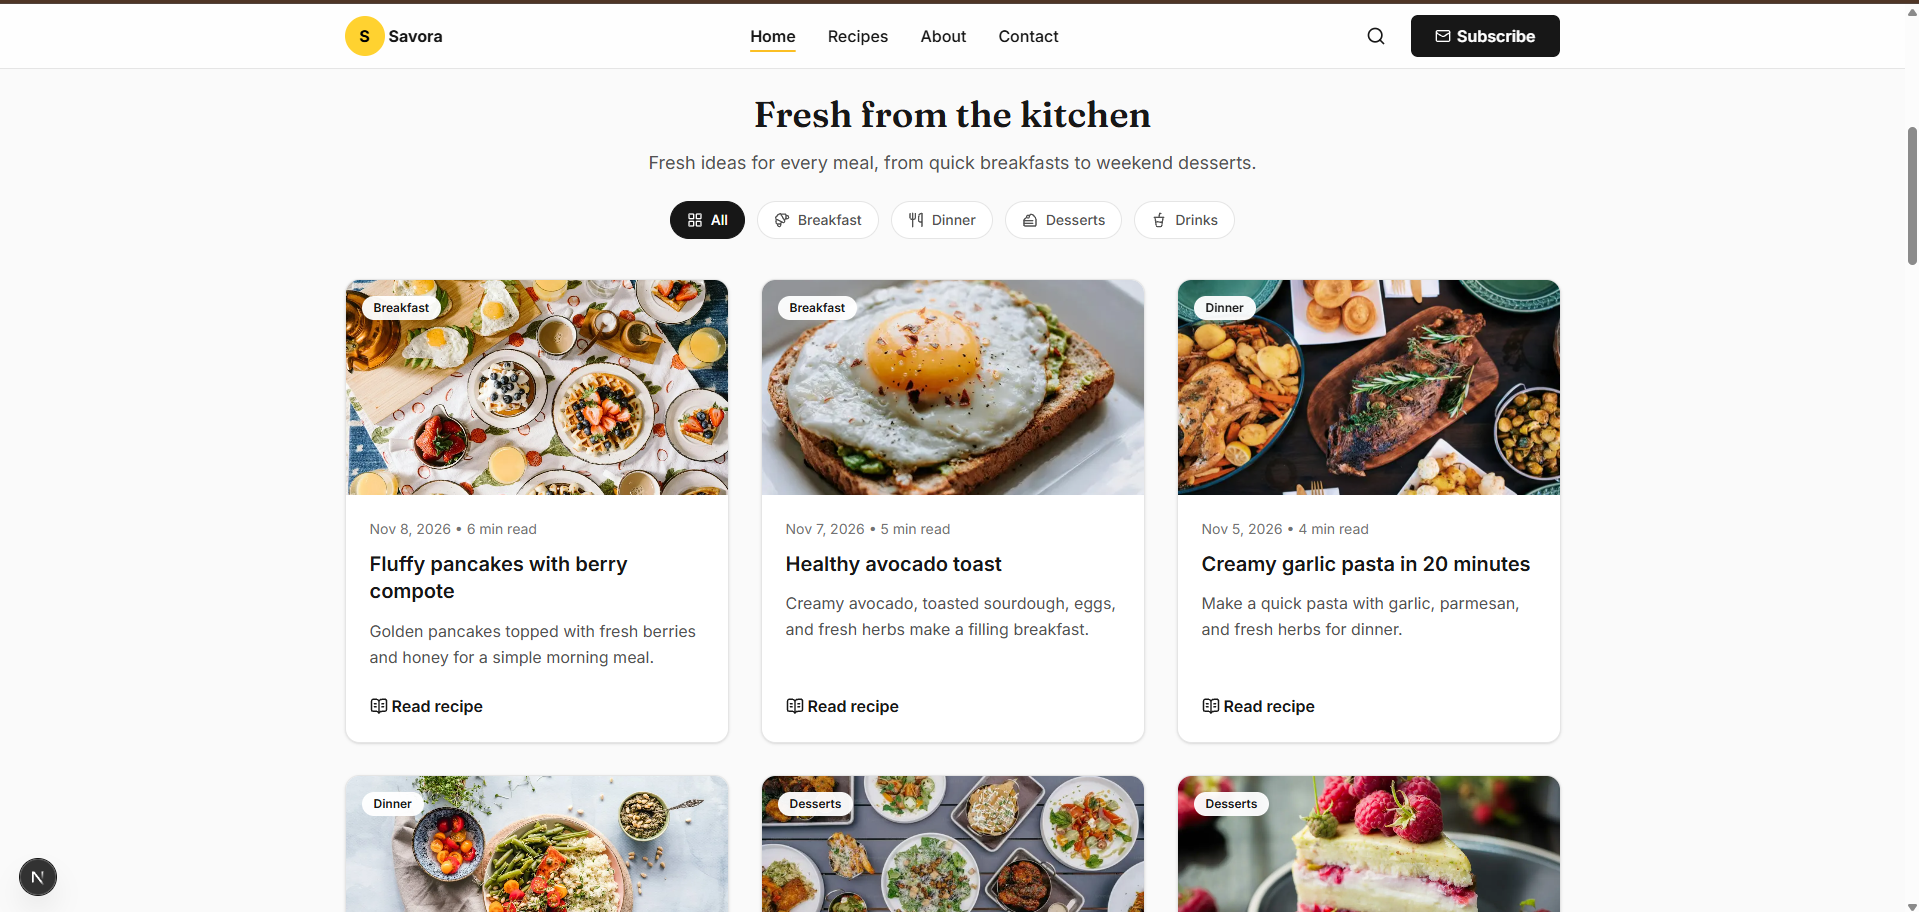 S Savora
Home Recipes About Contact
Subscribe
Fresh from the kitchen
Fresh ideas for every meal, from quick breakfasts to weekend desserts.
All Breakfast Dinner Desserts Drinks
Breakfast
Nov 8, 2026 • 6 min read
Fluffy pancakes with berry
compote
Golden pancakes topped with fresh berries
and honey for a simple morning meal.
Read recipe
Breakfast
Nov 7, 2026 • 5 min read
Healthy avocado toast
Creamy avocado, toasted sourdough, eggs,
and fresh herbs make a filling breakfast.
Read recipe
Dinner
Nov 5, 2026 • 4 min read
Creamy garlic pasta in 20 minutes
Make a quick pasta with garlic, parmesan,
and fresh herbs for dinner.
Read recipe
Dinner
Desserts
Desserts
N